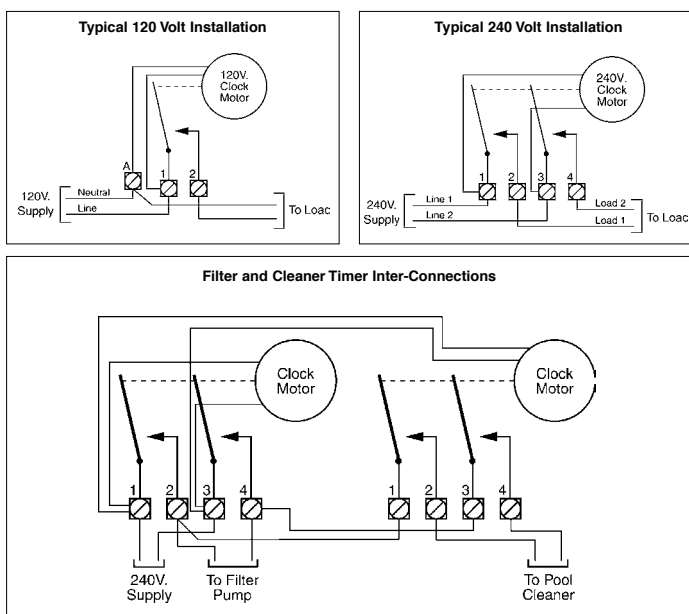 Typical 120 Volt Installation
120V.
Clock
Motor
A
1
2
120V.
Supply
Neutral
Line
To Loac
Typical 240 Volt Installation
240V.
Clock
Motor
1
2
3
4
240V.
Supply
Line 1
Line 2
Load 2
Load 1
To Loac
Filter and Cleaner Timer Inter-Connections
Clock
Motor
Clock
Motor
1
2
3
4
1
2
3
4
240V.
Supply
To Filter
Pump
To Pool
Cleaner